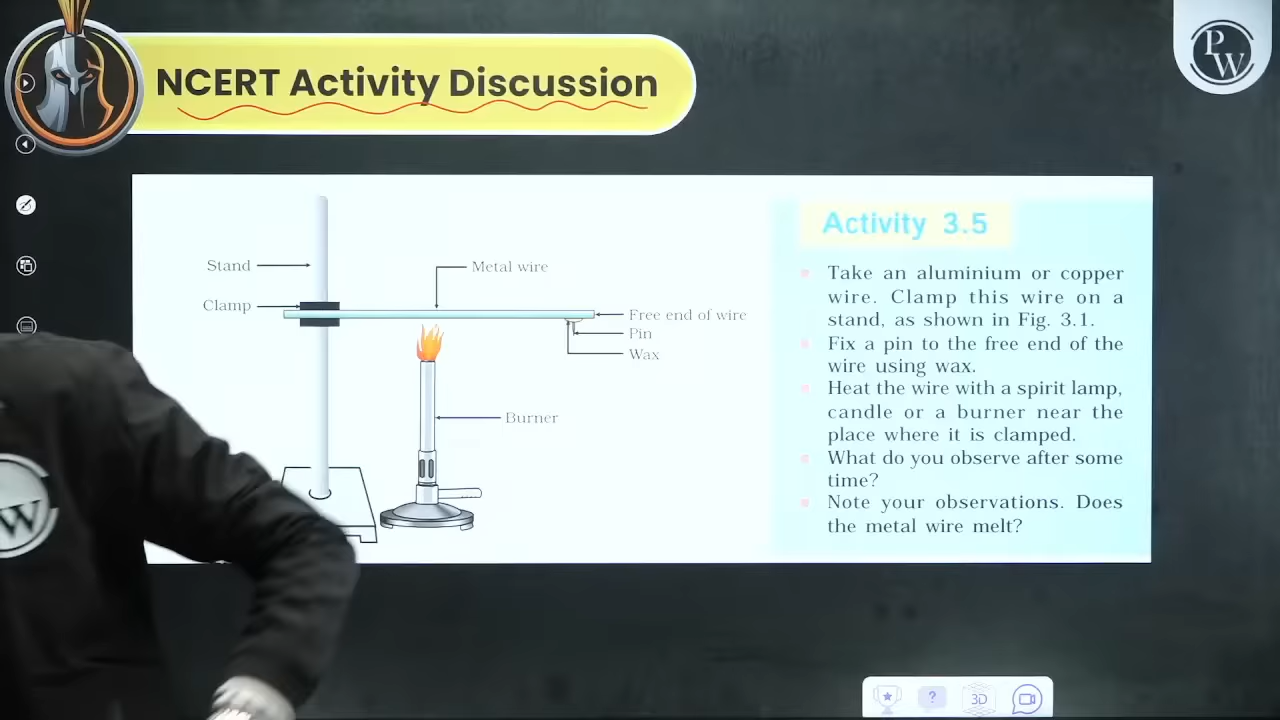 NCERT Activity Discussion
PW
Stand
Clamp
Metal wire
Free end of wire
Pin
Wax
Burner
Activity 3.5
Take an aluminium or copper
wire. Clamp this wire on a
stand, as shown in Fig. 3.1.
Fix a pin to the free end of the
wire using wax.
Heat the wire with a spirit lamp,
candle or a burner near the
place where it is clamped.
What do you observe after some
time?
Note your observations. Does
the metal wire melt?
W
?
3D